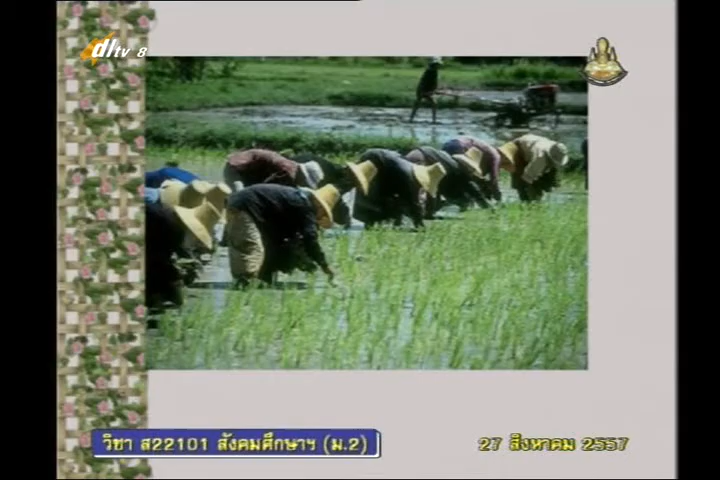 dltv 8
วิชา ส22101 สังคมศึกษาฯ (ม.2)
27 สิงหาคม 2557